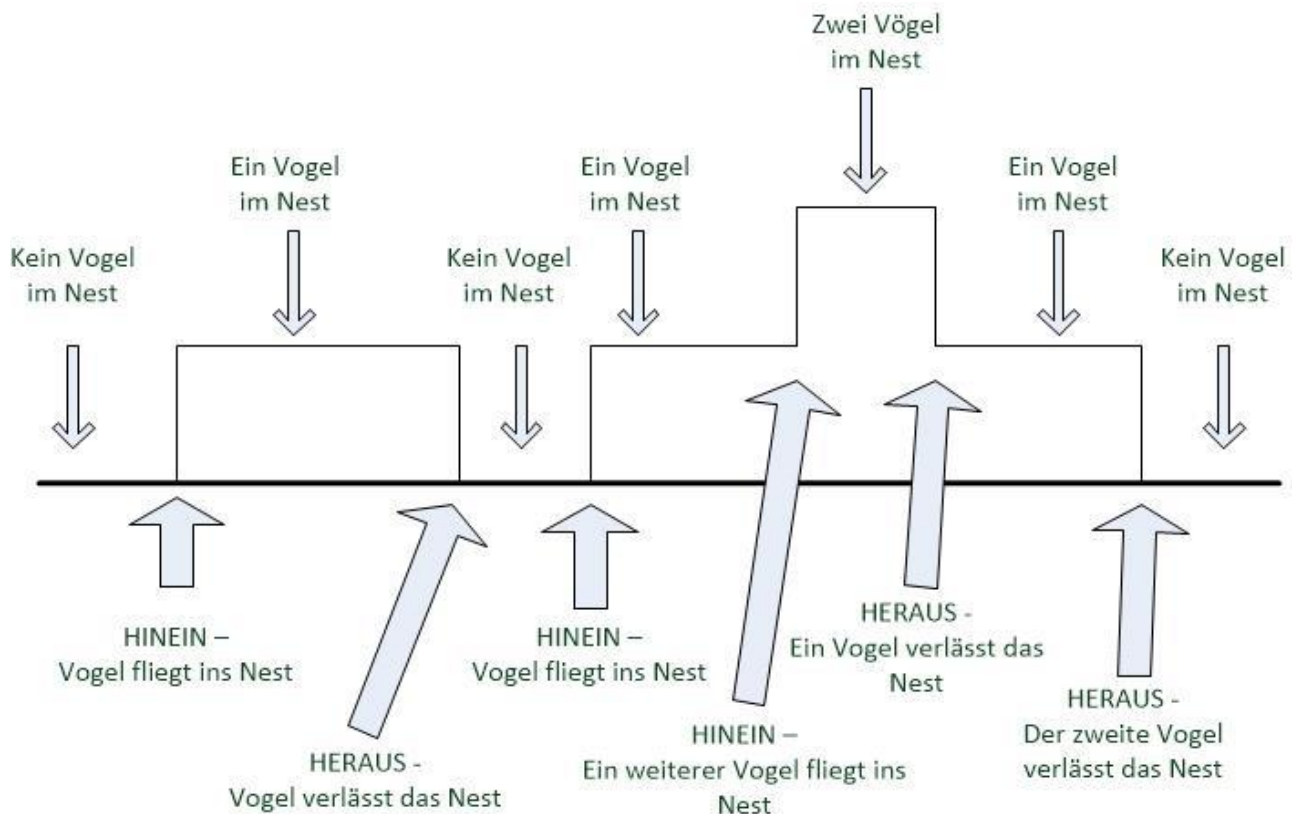 Zwei Vögel
im Nest
Ein Vogel
im Nest
Ein Vogel
im Nest
Ein Vogel
im Nest
Kein Vogel
im Nest
Kein Vogel
im Nest
Kein Vogel
im Nest
HINEIN –
Vogel fliegt ins Nest
HERAUS -
Vogel verlässt das Nest
HINEIN –
Vogel fliegt ins Nest
HINEIN –
Ein weiterer Vogel fliegt ins
Nest
HERAUS -
Ein Vogel verlässt das
Nest
HERAUS -
Der zweite Vogel
verlässt das Nest